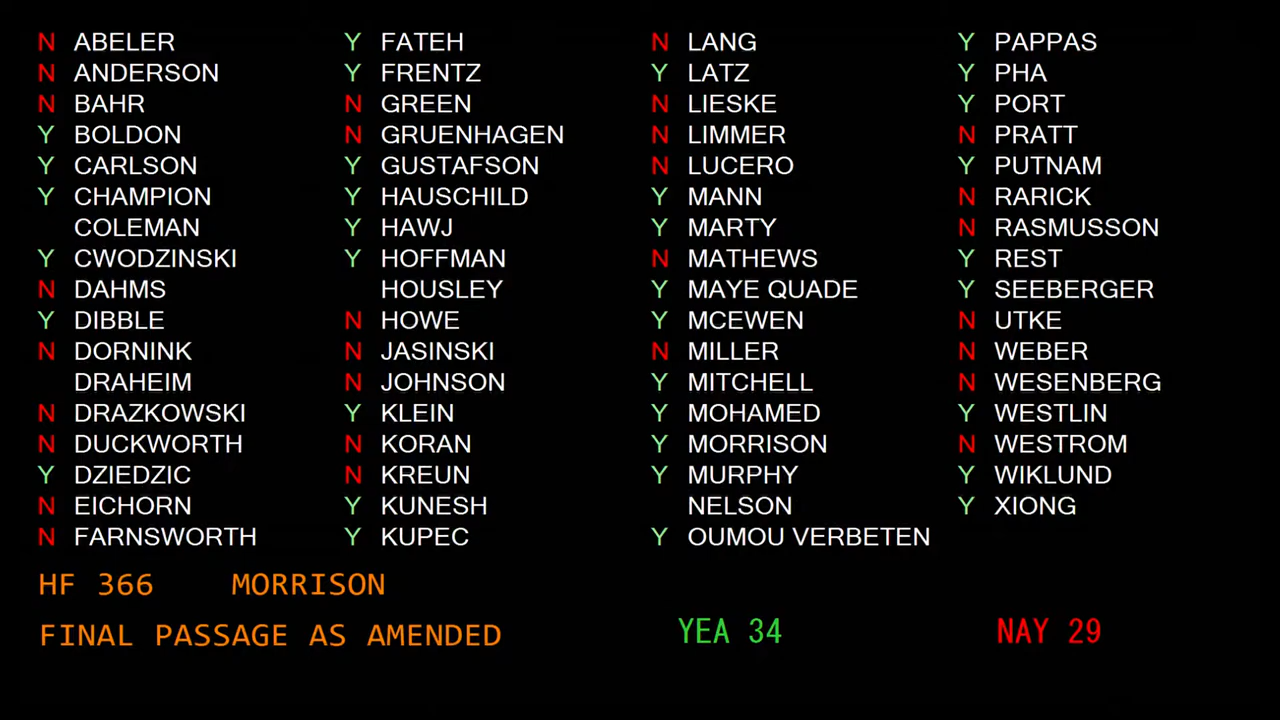 N ABELER Y FATEH N LANG Y PAPPAS
N ANDERSON Y FRENTZ Y LATZ Y PHA
N BAHR N GREEN N LIESKE Y PORT
Y BOLDON N GRUENHAGEN N LIMMER N PRATT
Y CARLSON Y GUSTAFSON N LUCERO Y PUTNAM
Y CHAMPION Y HAUSCHILD Y MANN N RARICK
COLEMAN Y HAWJ Y MARTY N RASMUSSON
Y CWODZINSKI Y HOFFMAN N MATHEWS Y REST
N DAHMS HOUSLEY Y MAYE QUADE Y SEEBERGER
Y DIBBLE N HOWE Y MCEWEN N UTKE
N DORNINK N JASINSKI N MILLER N WEBER
DRAHEIM N JOHNSON Y MITCHELL N WESENBERG
N DRAZKOWSKI Y KLEIN Y MOHAMED Y WESTLIN
N DUCKWORTH N KORAN Y MORRISON N WESTROM
Y DZIEDZIC N KREUN Y MURPHY Y WIKLUND
N EICHORN Y KUNESH NELSON Y XIONG
N FARNSWORTH Y KUPEC Y OUMOU VERBETEN
HF 366 MORRISON
FINAL PASSAGE AS AMENDED YEA 34 NAY 29